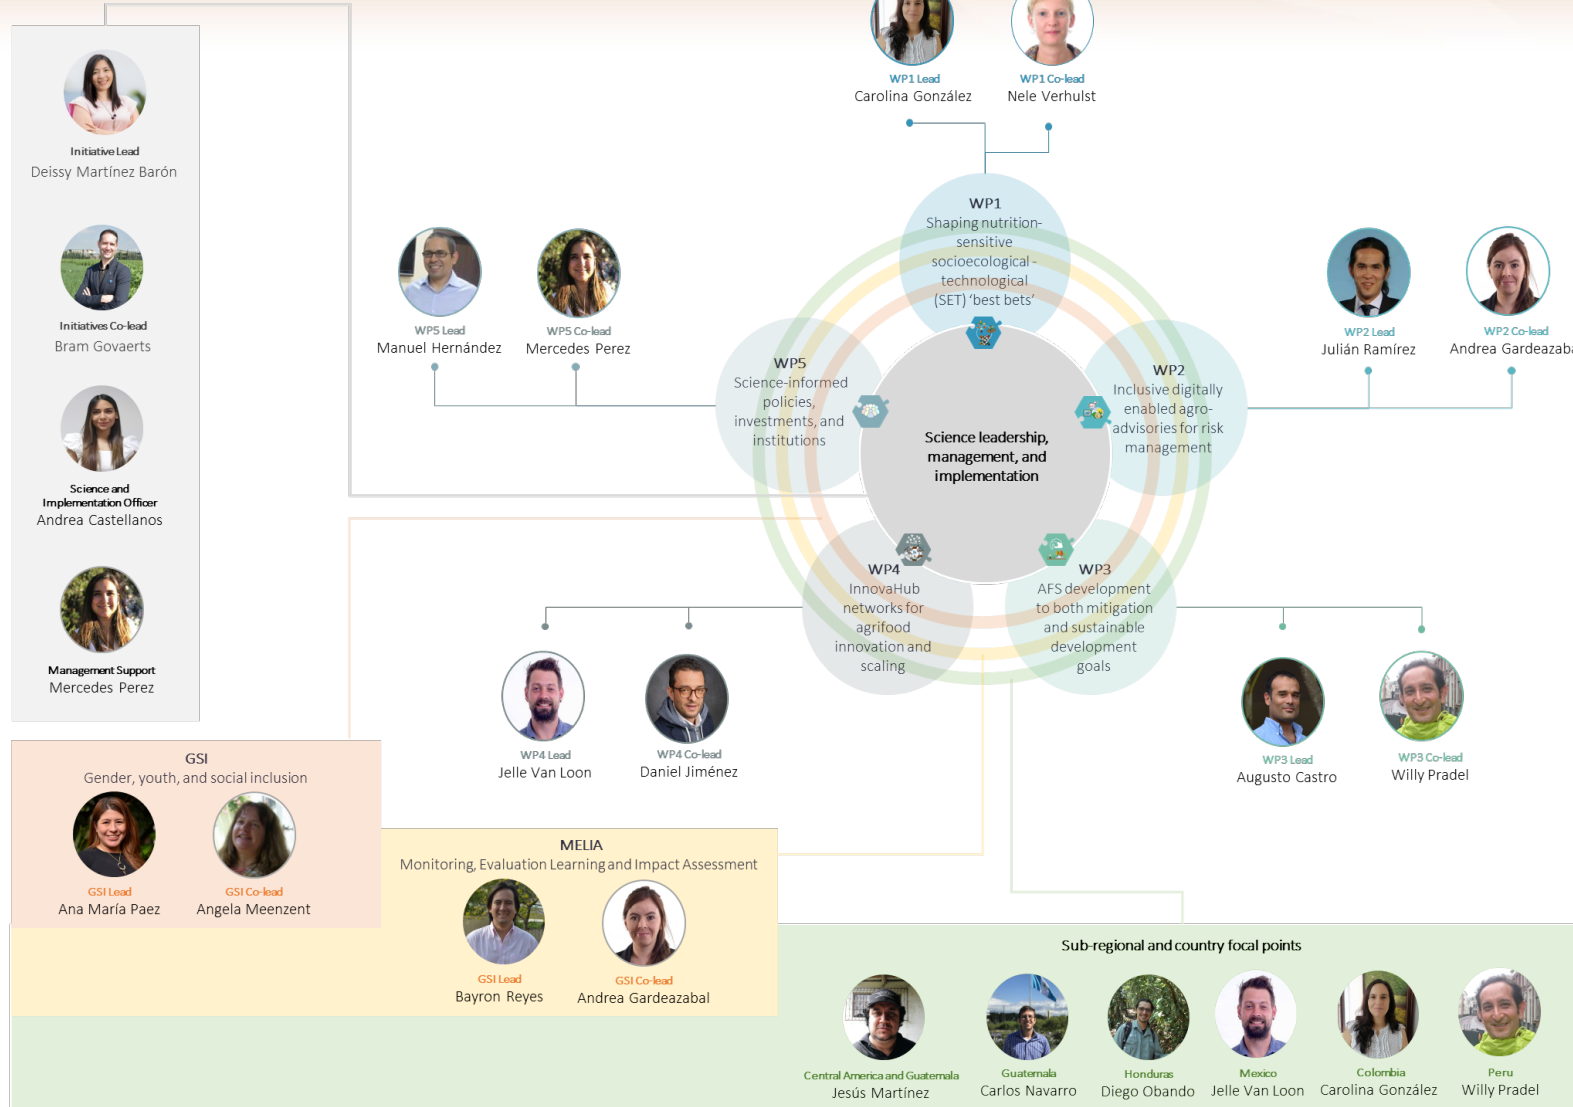 WP1 Lead
Carolina González
WP1 Co-lead
Nele Verhulst
Initiative Lead
Deissy Martínez Barón
Initiatives Co-lead
Bram Govaerts
Science and
Implementation Officer
Andrea Castellanos
Management Support
Mercedes Perez
WP5 Lead
Manuel Hernández
WP5 Co-lead
Mercedes Perez
WP1
Shaping nutrition-
sensitive
socioecological -
technological
(SET) ‘best bets’
WP2 Lead
Julián Ramírez
WP2 Co-lead
Andrea Gardeazaba
WP5
Science-informed
policies,
investments, and
institutions
WP2
Inclusive digitally
enabled agro-
advisories for risk
management
Science leadership,
management, and
implementation
WP4
InnovaHub
networks for
agrifood
innovation and
scaling
WP3
AFS development
to both mitigation
and sustainable
development
goals
WP4 Lead
Jelle Van Loon
WP4 Co-lead
Daniel Jiménez
WP3 Lead
Augusto Castro
WP3 Co-lead
Willy Pradel
GSI
Gender, youth, and social inclusion
GSI Lead
Ana María Paez
GSI Co-lead
Angela Meenzent
MELIA
Monitoring, Evaluation Learning and Impact Assessment
GSI Lead
Bayron Reyes
GSI Co-lead
Andrea Gardeazabal
Sub-regional and country focal points
Central America and Guatemala
Jesús Martínez
Guatemala
Carlos Navarro
Honduras
Diego Obando
Mexico
Jelle Van Loon
Colombia
Carolina González
Peru
Willy Pradel